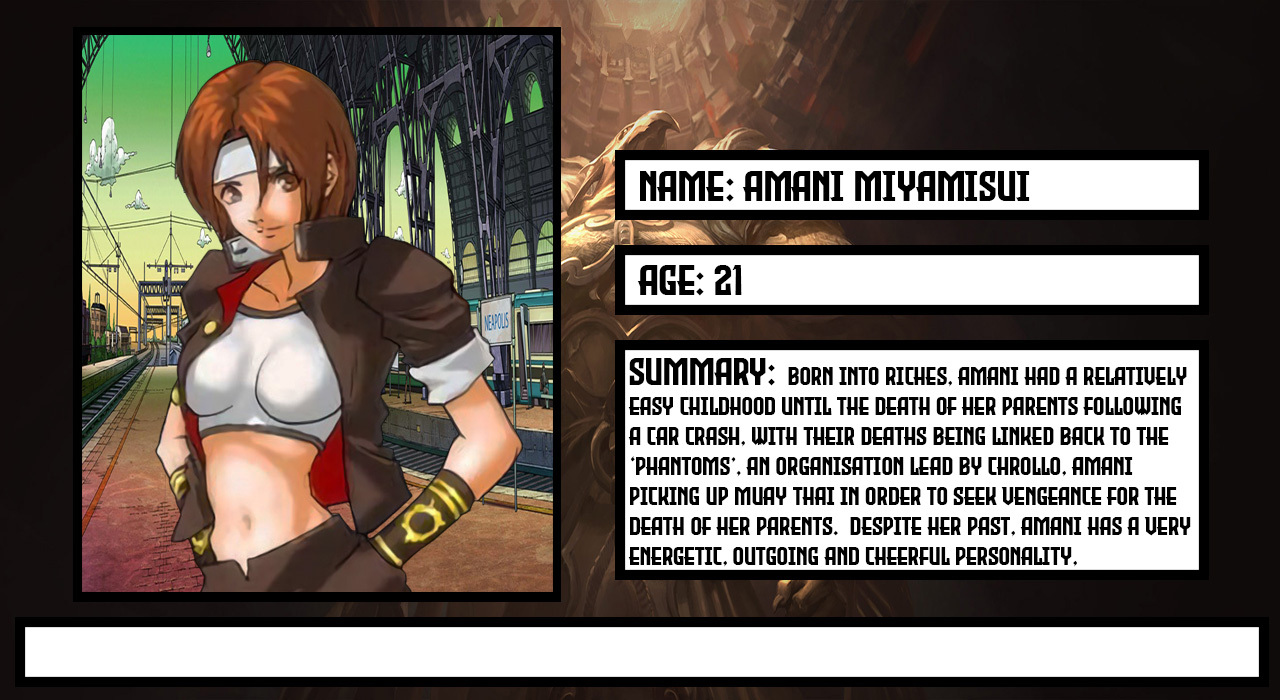 NAME: AMANI MIYAMISUI
AGE: 21
SUMMARY: BORN INTO RICHES, AMANI HAD A RELATIVELY
EASY CHILDHOOD UNTIL THE DEATH OF HER PARENTS FOLLOWING
A CAR CRASH, WITH THEIR DEATHS BEING LINKED BACK TO THE
'PHANTOMS', AN ORGANISATION LEAD BY CHROLLO, AMANI
PICKING UP MUAY THAI IN ORDER TO SEEK VENGEANCE FOR THE
DEATH OF HER PARENTS. DESPITE HER PAST, AMANI HAS A VERY
ENERGETIC, OUTGOING AND CHEERFUL PERSONALITY,
NEAPOLIS